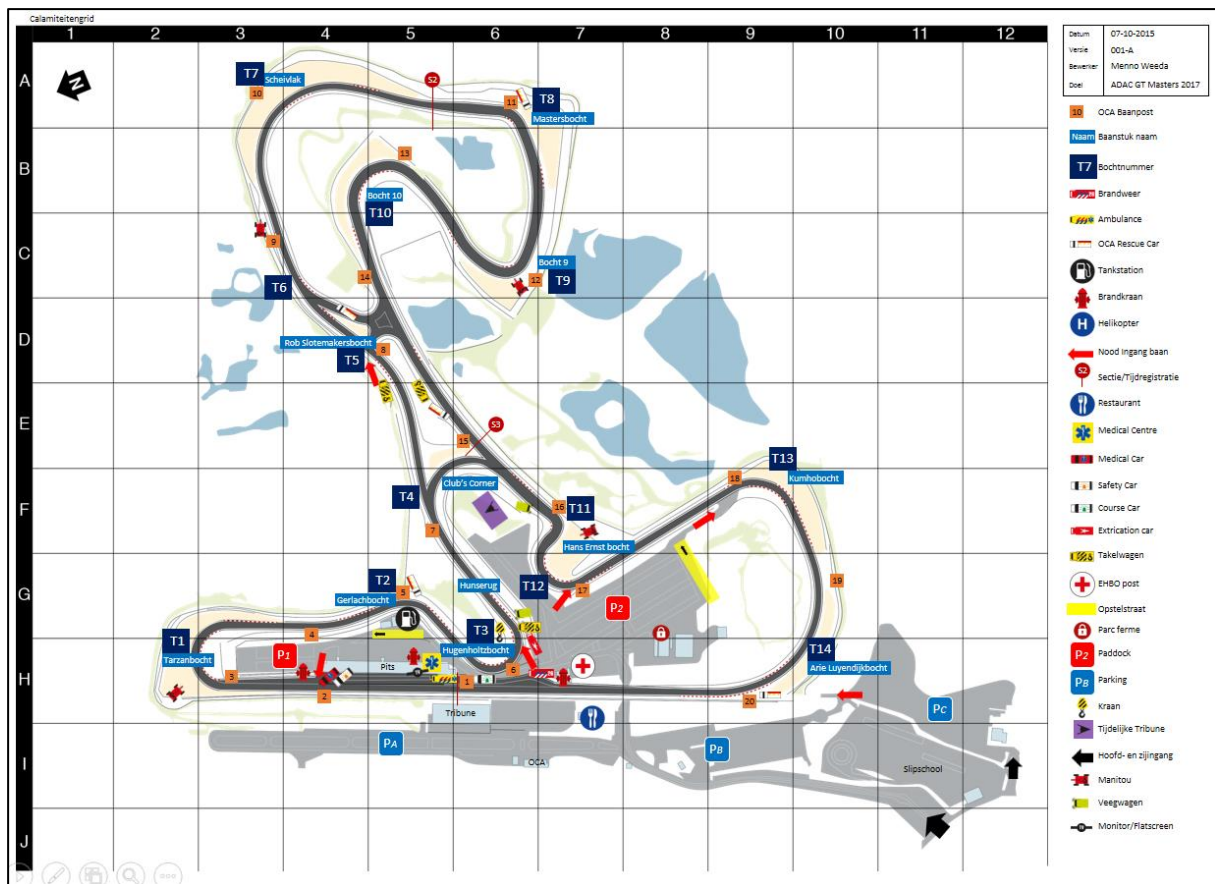 Calamiteitengrid
1 2 3 4 5 6 7 8 9 10 11 12
A
B
C
D
E
F
G
H
I
J
N
T7
Scheivlak
10
S2
11
T8
Mastersbocht
13
Bocht 10
T10
9
14
Bocht 9
T9
12
T6
Rob Slotemakersbocht
T5
8
S3
15
T13
Kumhobocht
18
Club's Corner
T4
7
16
T11
Hans Ernst bocht
T12
17
T2
Gerlachbocht
5
Hunserug
P2
19
T1
Tarzanbocht
4
P1
T3
Hugenholtzbocht
Pits
6
T14
Arie Luyendijkbocht
3
2
1
20
Tribune
PA
OCA
PB
PC
Slipschool
Datum 07-10-2015
Versie 001-A
Bewerker Menno Weeda
Doel ADAC GT Masters 2017
10 OCA Baanpost
Naam Baanstuk naam
T7 Bochtnummer
Brandweer
Ambulance
OCA Rescue Car
Tankstation
Brandkraan
H Helikopter
Nood Ingang baan
S2 Sectie/Tijdregistratie
Restaurant
Medical Centre
Medical Car
Safety Car
Course Car
Extrication car
Takelwagen
EHBO post
Opstelstraat
Parc ferme
P2 Paddock
PB Parking
Kraan
Tijdelijke Tribune
Hoofd- en zijingang
Manitou
Veegwagen
Monitor/Flatscreen